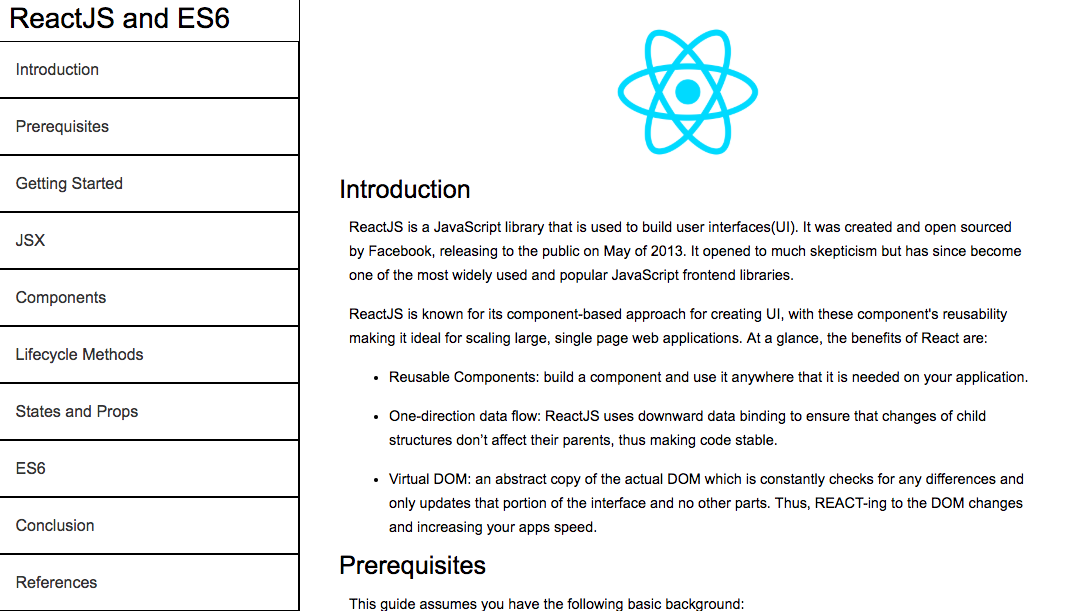 ReactJS and ES6
Introduction
Prerequisites
Getting Started
JSX
Components
Lifecycle Methods
States and Props
ES6
Conclusion
References
Introduction
ReactJS is a JavaScript library that is used to build user interfaces(UI). It was created and open sourced
by Facebook, releasing to the public on May of 2013. It opened to much skepticism but has since become
one of the most widely used and popular JavaScript frontend libraries.
ReactJS is known for its component-based approach for creating UI, with these component's reusability
making it ideal for scaling large, single page web applications. At a glance, the benefits of React are:
• Reusable Components: build a component and use it anywhere that it is needed on your application.
• One-direction data flow: ReactJS uses downward data binding to ensure that changes of child
structures don’t affect their parents, thus making code stable.
• Virtual DOM: an abstract copy of the actual DOM which is constantly checks for any differences and
only updates that portion of the interface and no other parts. Thus, REACT-ing to the DOM changes
and increasing your apps speed.
Prerequisites
This guide assumes you have the following basic background: